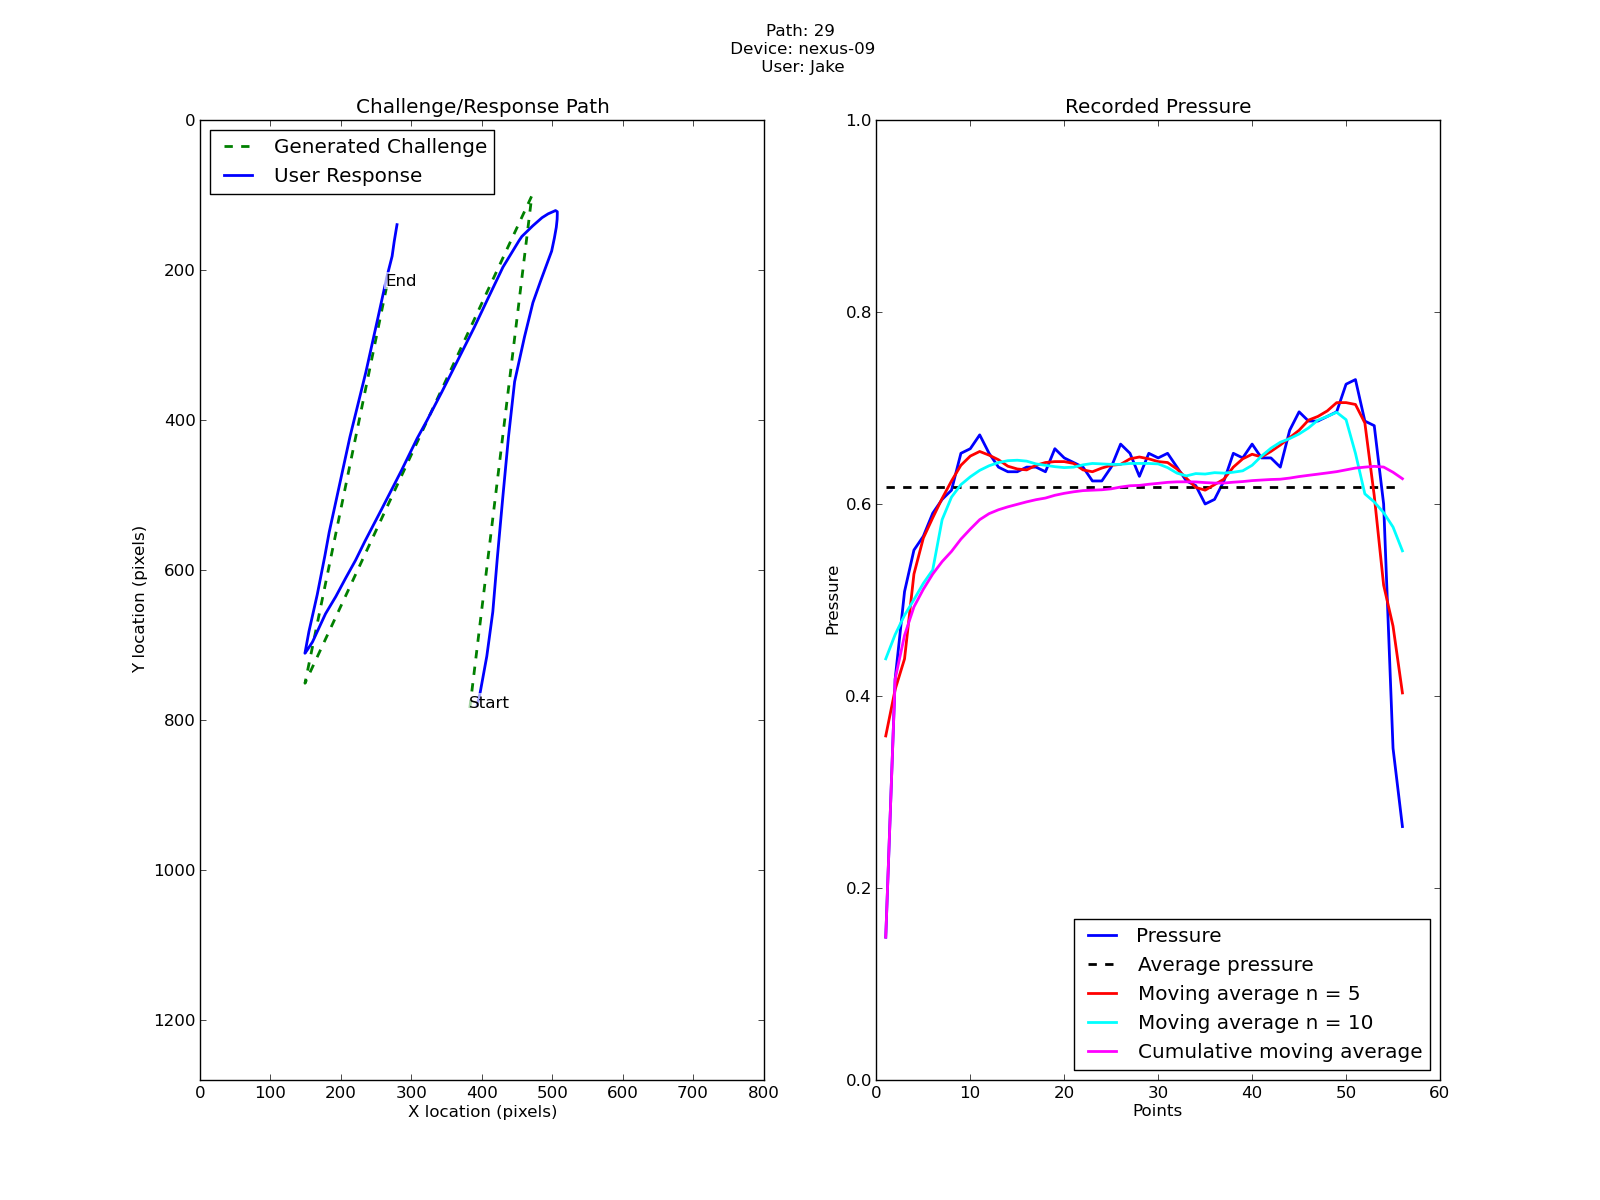 Path: 29
Device: nexus-09
User: Jake
Challenge/Response Path
Generated Challenge
User Response
End
Start
0
200
400
600
800
1000
1200
Y location (pixels)
0 100 200 300 400 500 600 700 800
X location (pixels)
Recorded Pressure
1.0
0.8
0.6
0.4
0.2
0.0
Pressure
Pressure
Average pressure
Moving average n = 5
Moving average n = 10
Cumulative moving average
0 10 20 30 40 50 60
Points